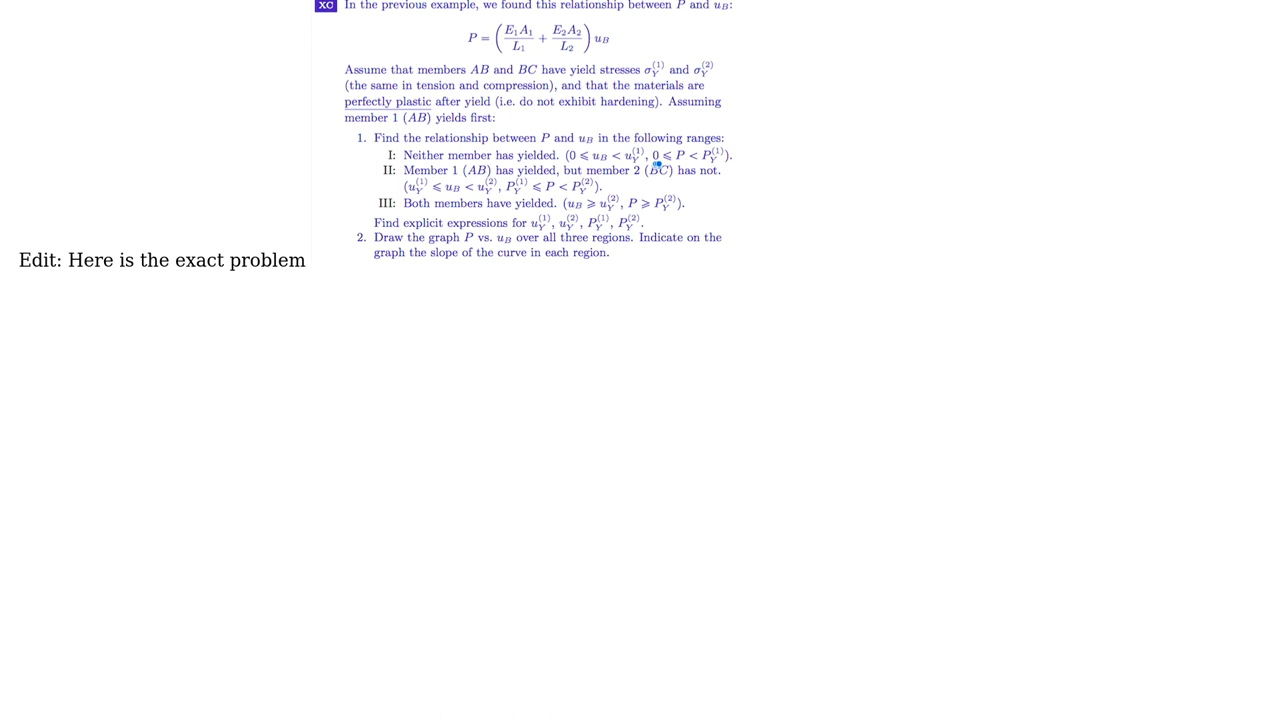 XC In the previous example, we found this relationship between P and u_B:
P = ( E₁A₁/L₁ + E₂A₂/L₂ ) u_B
Assume that members AB and BC have yield stresses σ_Y^(1) and σ_Y^(2)
(the same in tension and compression), and that the materials are
perfectly plastic after yield (i.e. do not exhibit hardening). Assuming
member 1 (AB) yields first:
1. Find the relationship between P and u_B in the following ranges:
I: Neither member has yielded. (0 ⩽ u_B < u_Y^(1), 0 ⩽ P < P_Y^(1)).
II: Member 1 (AB) has yielded, but member 2 (BC) has not.
(u_Y^(1) ⩽ u_B < u_Y^(2), P_Y^(1) ⩽ P < P_Y^(2)).
III: Both members have yielded. (u_B ⩾ u_Y^(2), P ⩾ P_Y^(2)).
Find explicit expressions for u_Y^(1), u_Y^(2), P_Y^(1), P_Y^(2).
2. Draw the graph P vs. u_B over all three regions. Indicate on the
graph the slope of the curve in each region.
Edit: Here is the exact problem